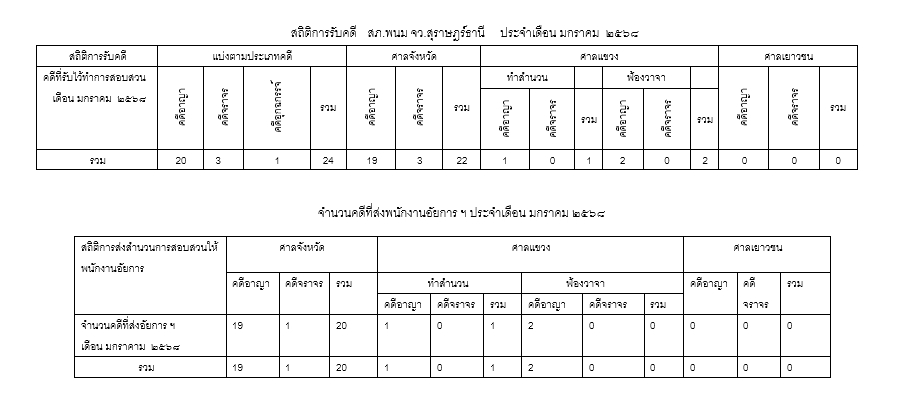 สถิติการรับคดี สภ.พนม จว.สุราษฎร์ธานี ประจำเดือน มกราคม ๒๕๖๘
สถิติการรับคดี แบ่งตามประเภทคดี ศาลจังหวัด ศาลแขวง ศาลเยาวชน
คดีที่รับไว้ทำการสอบสวน
เดือน มกราคม ๒๕๖๘
คดีอาญา คดีจราจร คดีอุกฉกรรจ์ รวม คดีอาญา คดีจราจร รวม ทำสำนวน ฟ้องวาจา
คดีอาญา คดีจราจร รวม คดีอาญา คดีจราจร รวม คดีอาญา คดีจราจร รวม
รวม 20 3 1 24 19 3 22 1 0 1 2 0 2 0 0 0
จำนวนคดีที่ส่งพนักงานอัยการ ฯ ประจำเดือน มกราคม ๒๕๖๘
สถิติการส่งสำนวนการสอบสวนให้ ศาลจังหวัด ศาลแขวง ศาลเยาวชน
พนักงานอัยการ
คดีอาญา คดีจราจร รวม ทำสำนวน ฟ้องวาจา คดีอาญา คดี รวม
จราจร
คดีอาญา คดีจราจร รวม คดีอาญา คดีจราจร รวม
จำนวนคดีที่ส่งอัยการ ฯ 19 1 20 1 0 1 2 0 0 0 0 0
เดือน มกราคาม ๒๕๖๘
รวม 19 1 20 1 0 1 2 0 0 0 0 0